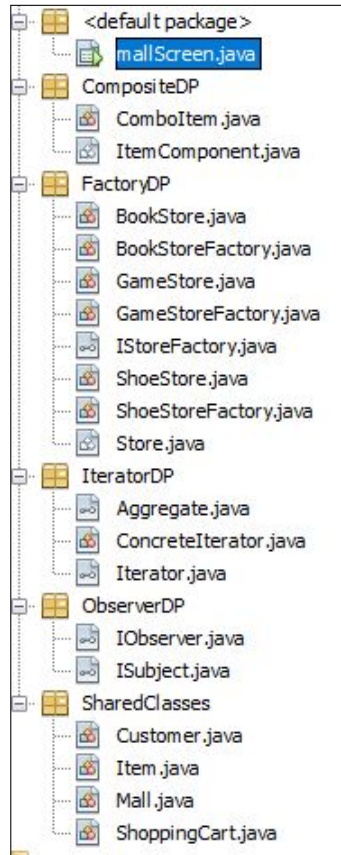 <default package>
mallScreen.java
CompositeDP
ComboItem.java
ItemComponent.java
FactoryDP
BookStore.java
BookStoreFactory.java
GameStore.java
GameStoreFactory.java
IStoreFactory.java
ShoeStore.java
ShoeStoreFactory.java
Store.java
IteratorDP
Aggregate.java
ConcreteIterator.java
Iterator.java
ObserverDP
IObserver.java
ISubject.java
SharedClasses
Customer.java
Item.java
Mall.java
ShoppingCart.java